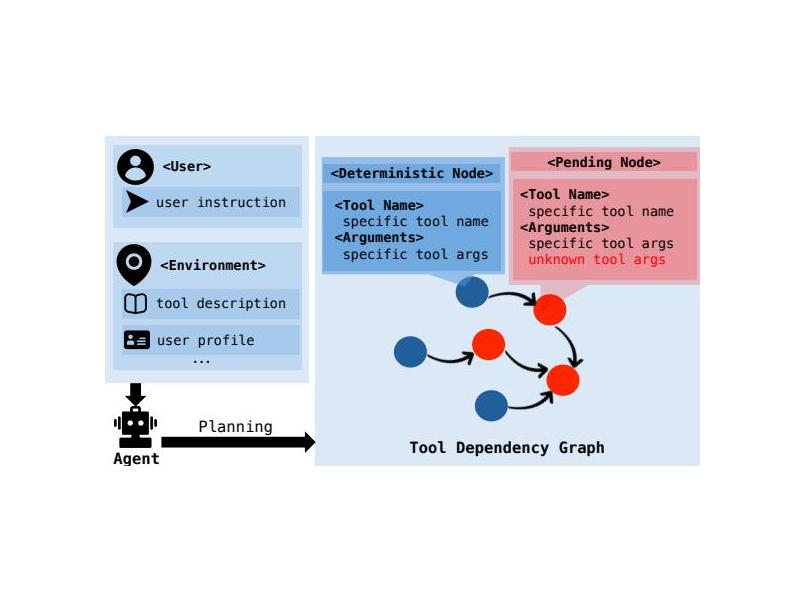 <User>
user instruction
<Environment>
tool description
user profile
...
Agent
Planning
<Deterministic Node>
<Tool Name>
specific tool name
<Arguments>
specific tool args
<Pending Node>
<Tool Name>
specific tool name
<Arguments>
specific tool args
unknown tool args
Tool Dependency Graph